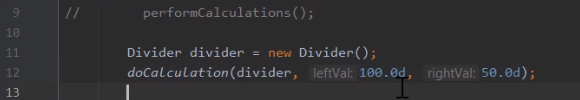 9 // performCalculations();
10
11 Divider divider = new Divider();
12 doCalculation(divider, leftVal: 100.0d, rightVal: 50.0d);
13